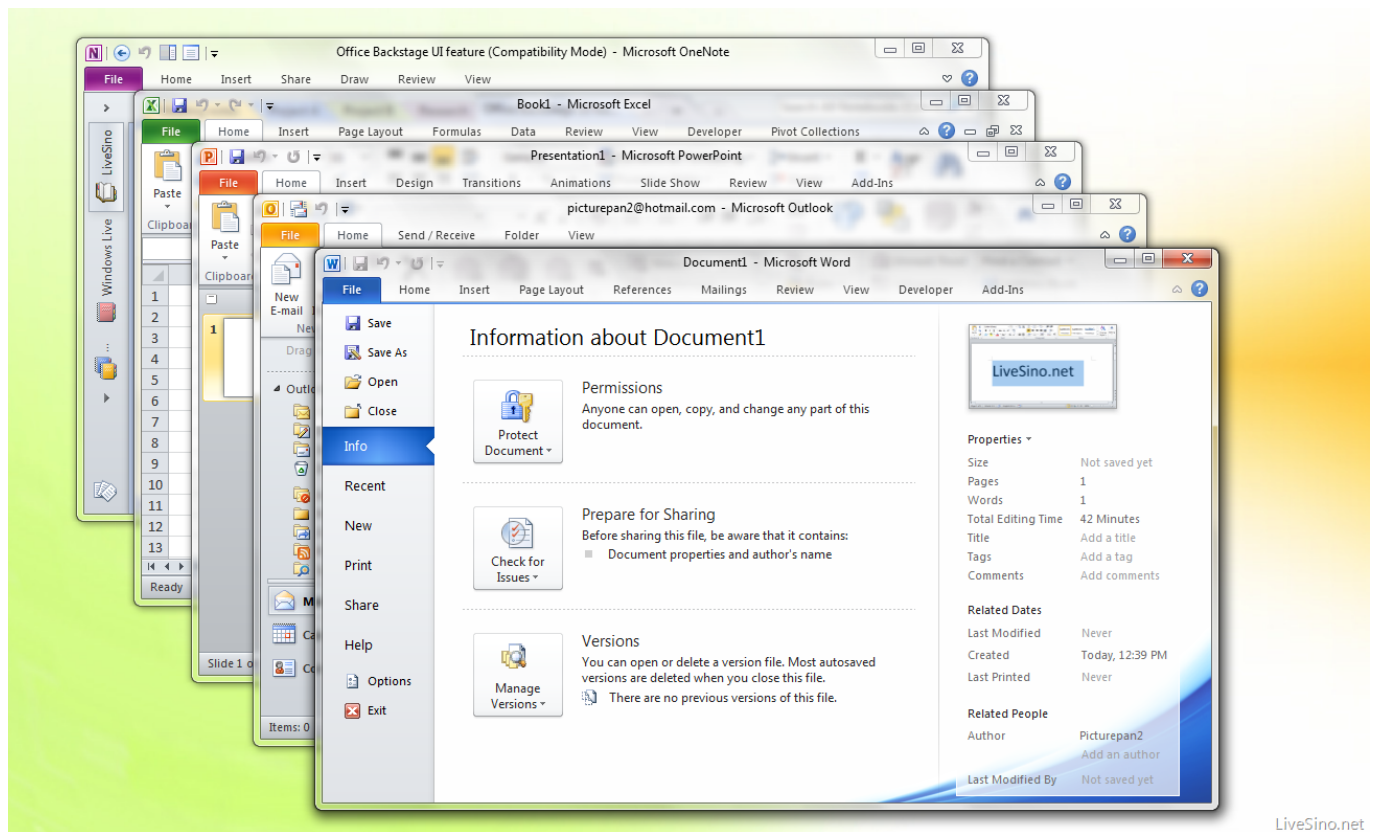 Office Backstage UI feature (Compatibility Mode) - Microsoft OneNote
File Home Insert Share Draw Review View
LiveSino
Windows Live
Book1 - Microsoft Excel
File Home Insert Page Layout Formulas Data Review View Developer Pivot Collections
Paste
Clipboar
1
2
3
4
5
6
7
8
9
10
11
12
13
Ready
Presentation1 - Microsoft PowerPoint
File Home Insert Design Transitions Animations Slide Show Review View Add-Ins
Paste
Clipboar
1
Slide 1 o
picturepan2@hotmail.com - Microsoft Outlook
File Home Send / Receive Folder View
New
E-mail
Ne
Drag
Outlo
M
Ca
Co
Items: 0
Document1 - Microsoft Word
File Home Insert Page Layout References Mailings Review View Developer Add-Ins
Save
Save As
Open
Close
Info
Recent
New
Print
Share
Help
Options
Exit
Information about Document1
Protect
Document
Permissions
Anyone can open, copy, and change any part of this
document.
Check for
Issues
Prepare for Sharing
Before sharing this file, be aware that it contains:
Document properties and author's name
Manage
Versions
Versions
You can open or delete a version file. Most autosaved
versions are deleted when you close this file.
There are no previous versions of this file.
LiveSino.net
Properties
Size Not saved yet
Pages 1
Words 1
Total Editing Time 42 Minutes
Title Add a title
Tags Add a tag
Comments Add comments
Related Dates
Last Modified Never
Created Today, 12:39 PM
Last Printed Never
Related People
Author Picturepan2
Add an author
Last Modified By Not saved yet
LiveSino.net